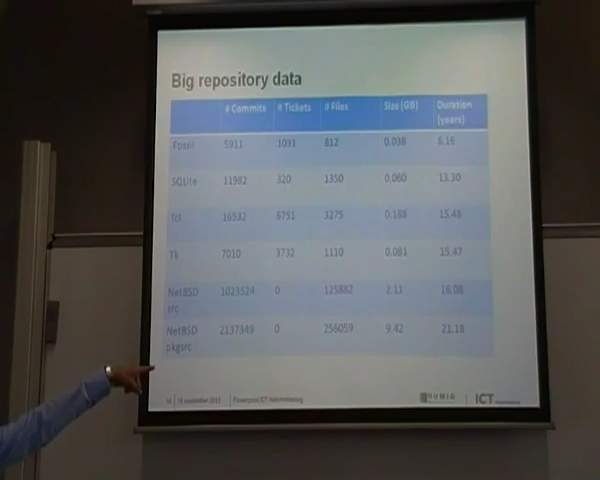 Big repository data
# Commits # Tickets # Files Size (GB) Duration (years)
Fossil 5911 1031 812 0.038 6.16
SQLite 11982 320 1350 0.060 13.30
Tcl 16532 6751 3275 0.188 15.48
Tk 7010 3732 1110 0.081 15.47
NetBSD src 1023524 0 125882 2.11 16.08
NetBSD pkgsrc 2137349 0 256059 9.42 21.18
ICT